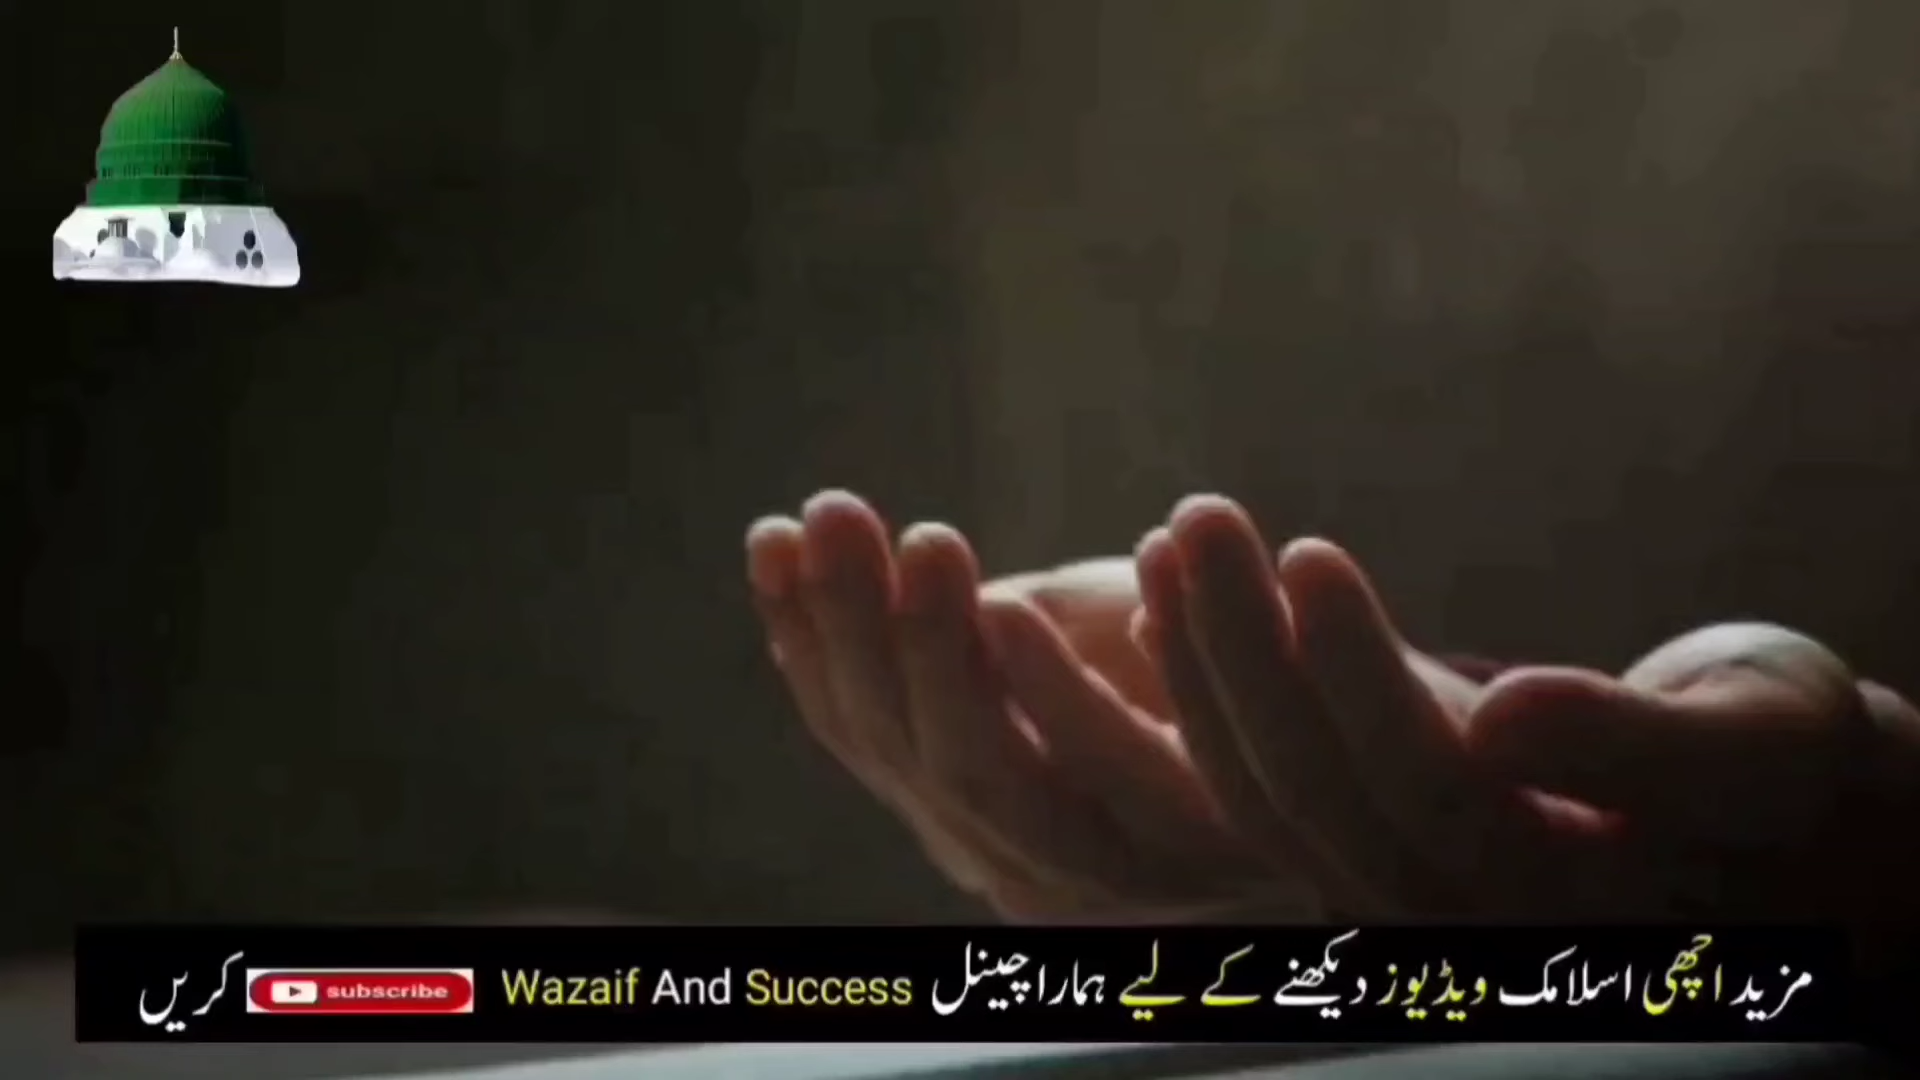 مزید اچھی اسلامک ویڈیوز دیکھنے کے لیے ہمارا چینل Wazaif And Success subscribe کریں